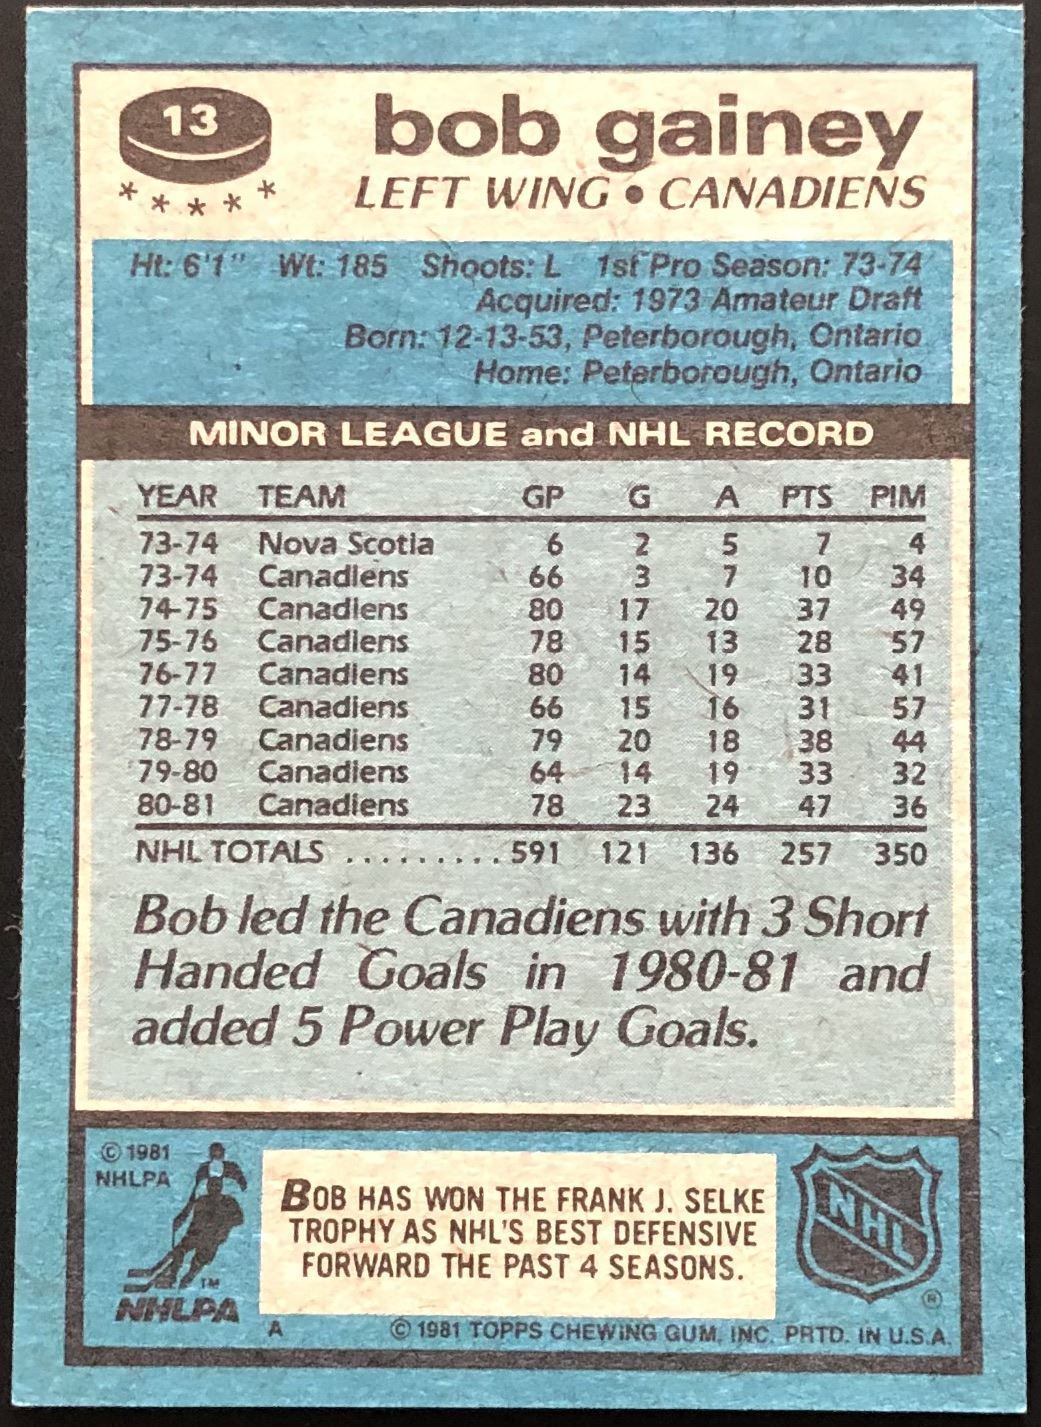 13
bob gainey
* * * * *
LEFT WING • CANADIENS
Ht: 6'1" Wt: 185 Shoots: L 1st Pro Season: 73-74
Acquired: 1973 Amateur Draft
Born: 12-13-53, Peterborough, Ontario
Home: Peterborough, Ontario
MINOR LEAGUE and NHL RECORD
YEAR TEAM GP G A PTS PIM
73-74 Nova Scotia 6 2 5 7 4
73-74 Canadiens 66 3 7 10 34
74-75 Canadiens 80 17 20 37 49
75-76 Canadiens 78 15 13 28 57
76-77 Canadiens 80 14 19 33 41
77-78 Canadiens 66 15 16 31 57
78-79 Canadiens 79 20 18 38 44
79-80 Canadiens 64 14 19 33 32
80-81 Canadiens 78 23 24 47 36
NHL TOTALS ......... 591 121 136 257 350
Bob led the Canadiens with 3 Short
Handed Goals in 1980-81 and
added 5 Power Play Goals.
© 1981
NHLPA
TM
NHLPA
BOB HAS WON THE FRANK J. SELKE
TROPHY AS NHL'S BEST DEFENSIVE
FORWARD THE PAST 4 SEASONS.
NHL
®
A © 1981 TOPPS CHEWING GUM, INC. PRTD. IN U.S.A.